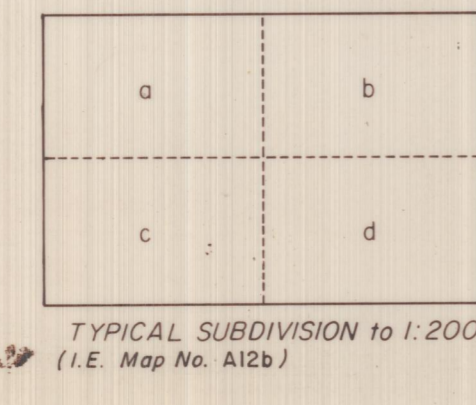 a b
c d
TYPICAL SUBDIVISION to 1:200
(I.E. Map No. A12b)